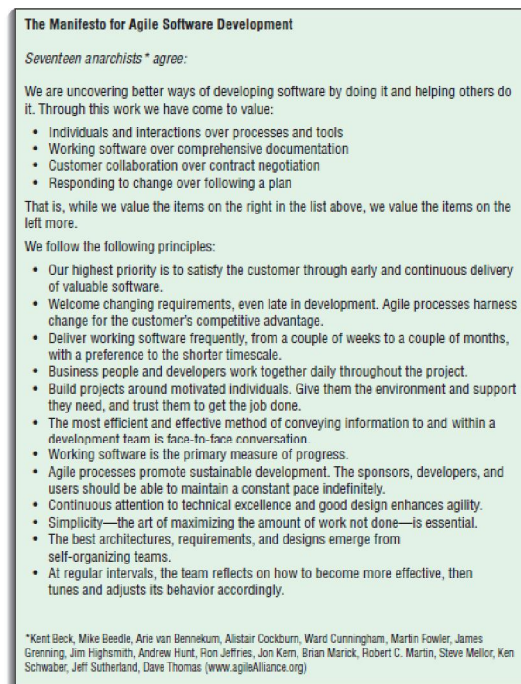 The Manifesto for Agile Software Development
Seventeen anarchists* agree:
We are uncovering better ways of developing software by doing it and helping others do
it. Through this work we have come to value:
• Individuals and interactions over processes and tools
• Working software over comprehensive documentation
• Customer collaboration over contract negotiation
• Responding to change over following a plan
That is, while we value the items on the right in the list above, we value the items on the
left more.
We follow the following principles:
• Our highest priority is to satisfy the customer through early and continuous delivery
of valuable software.
• Welcome changing requirements, even late in development. Agile processes harness
change for the customer's competitive advantage.
• Deliver working software frequently, from a couple of weeks to a couple of months,
with a preference to the shorter timescale.
• Business people and developers work together daily throughout the project.
• Build projects around motivated individuals. Give them the environment and support
they need, and trust them to get the job done.
• The most efficient and effective method of conveying information to and within a
development team is face-to-face conversation.
• Working software is the primary measure of progress.
• Agile processes promote sustainable development. The sponsors, developers, and
users should be able to maintain a constant pace indefinitely.
• Continuous attention to technical excellence and good design enhances agility.
• Simplicity—the art of maximizing the amount of work not done—is essential.
• The best architectures, requirements, and designs emerge from
self-organizing teams.
• At regular intervals, the team reflects on how to become more effective, then
tunes and adjusts its behavior accordingly.
*Kent Beck, Mike Beedle, Arie van Bennekum, Alistair Cockburn, Ward Cunningham, Martin Fowler, James
Grenning, Jim Highsmith, Andrew Hunt, Ron Jeffries, Jon Kern, Brian Marick, Robert C. Martin, Steve Mellor, Ken
Schwaber, Jeff Sutherland, Dave Thomas (www.agileAlliance.org)